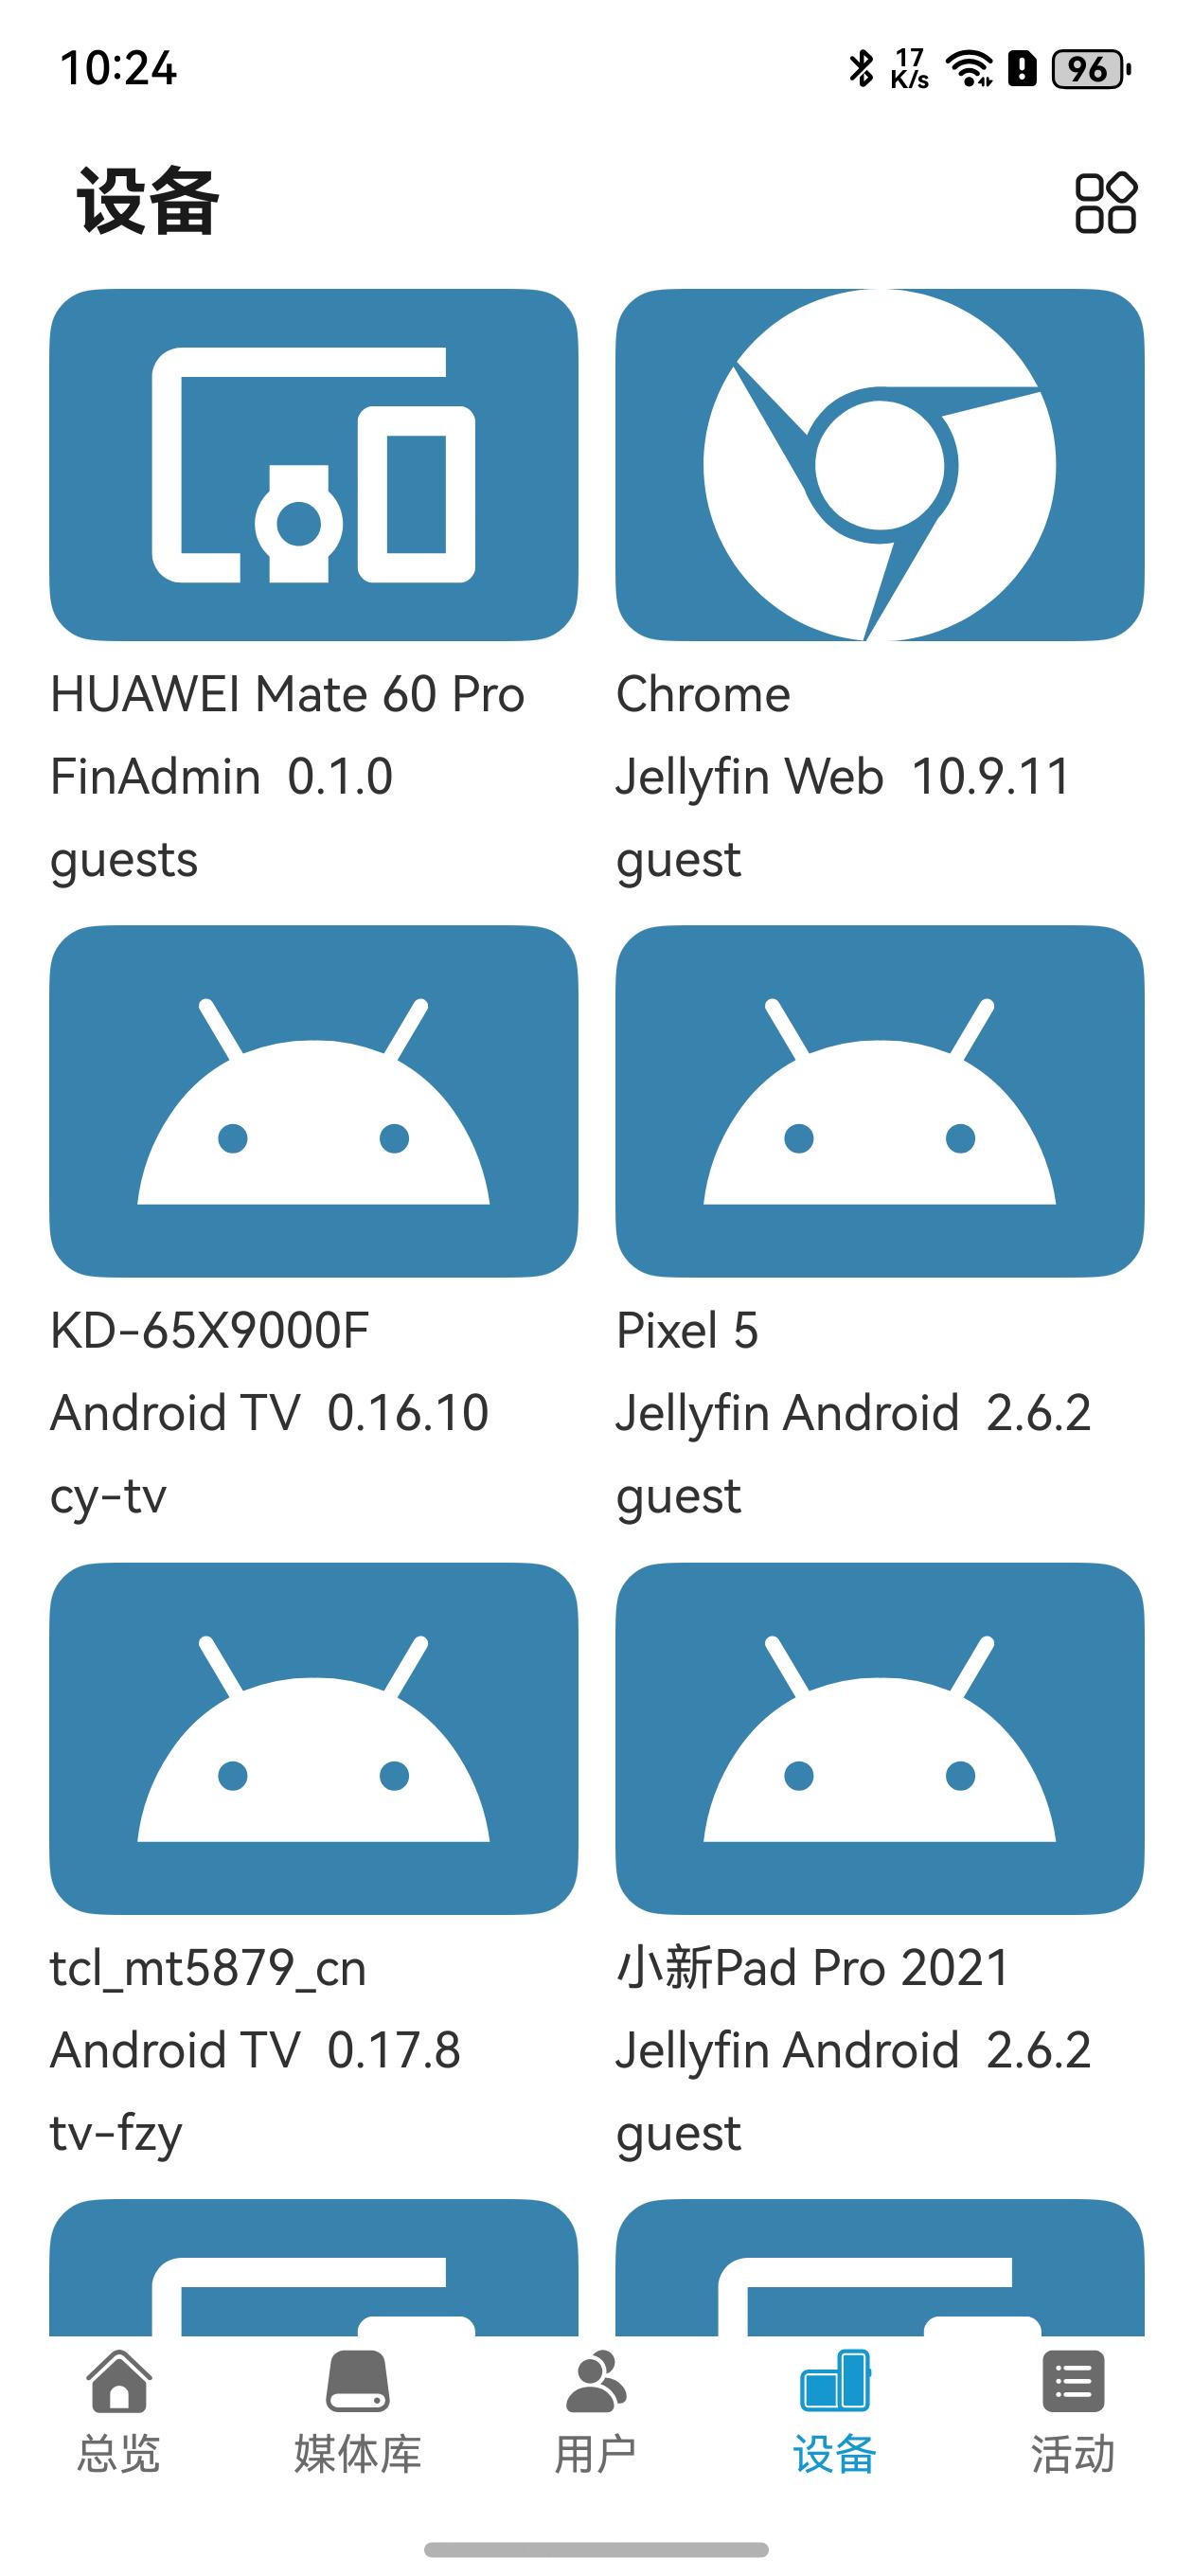 10:24
17
K/s
96
设备
HUAWEI Mate 60 Pro
FinAdmin 0.1.0
guests
Chrome
Jellyfin Web 10.9.11
guest
KD-65X9000F
Android TV 0.16.10
cy-tv
Pixel 5
Jellyfin Android 2.6.2
guest
tcl_mt5879_cn
Android TV 0.17.8
tv-fzy
小新Pad Pro 2021
Jellyfin Android 2.6.2
guest
总览
媒体库
用户
设备
活动